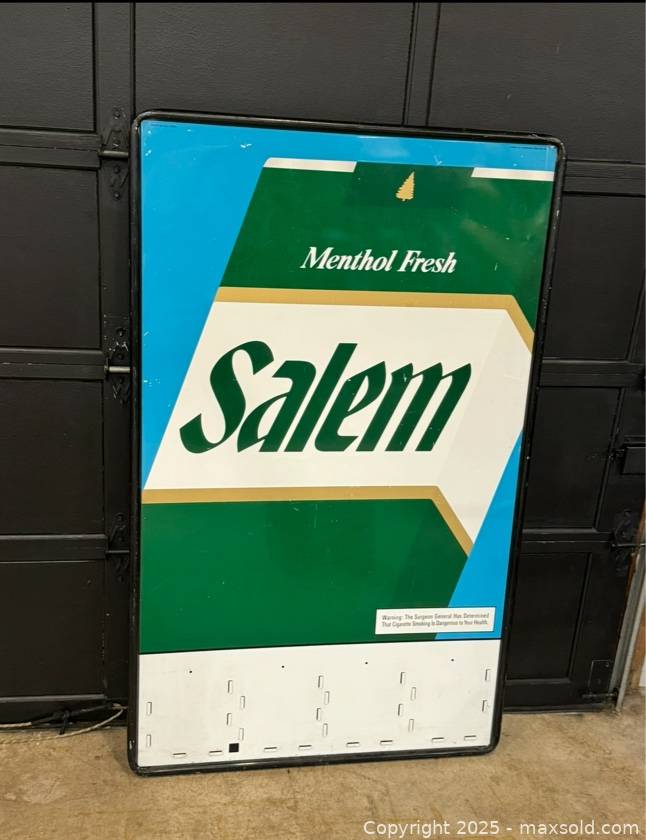 Menthol Fresh
Salem
Warning: The Surgeon General Has Determined
That Cigarette Smoking Is Dangerous to Your Health.
Copyright 2025 - maxsold.com